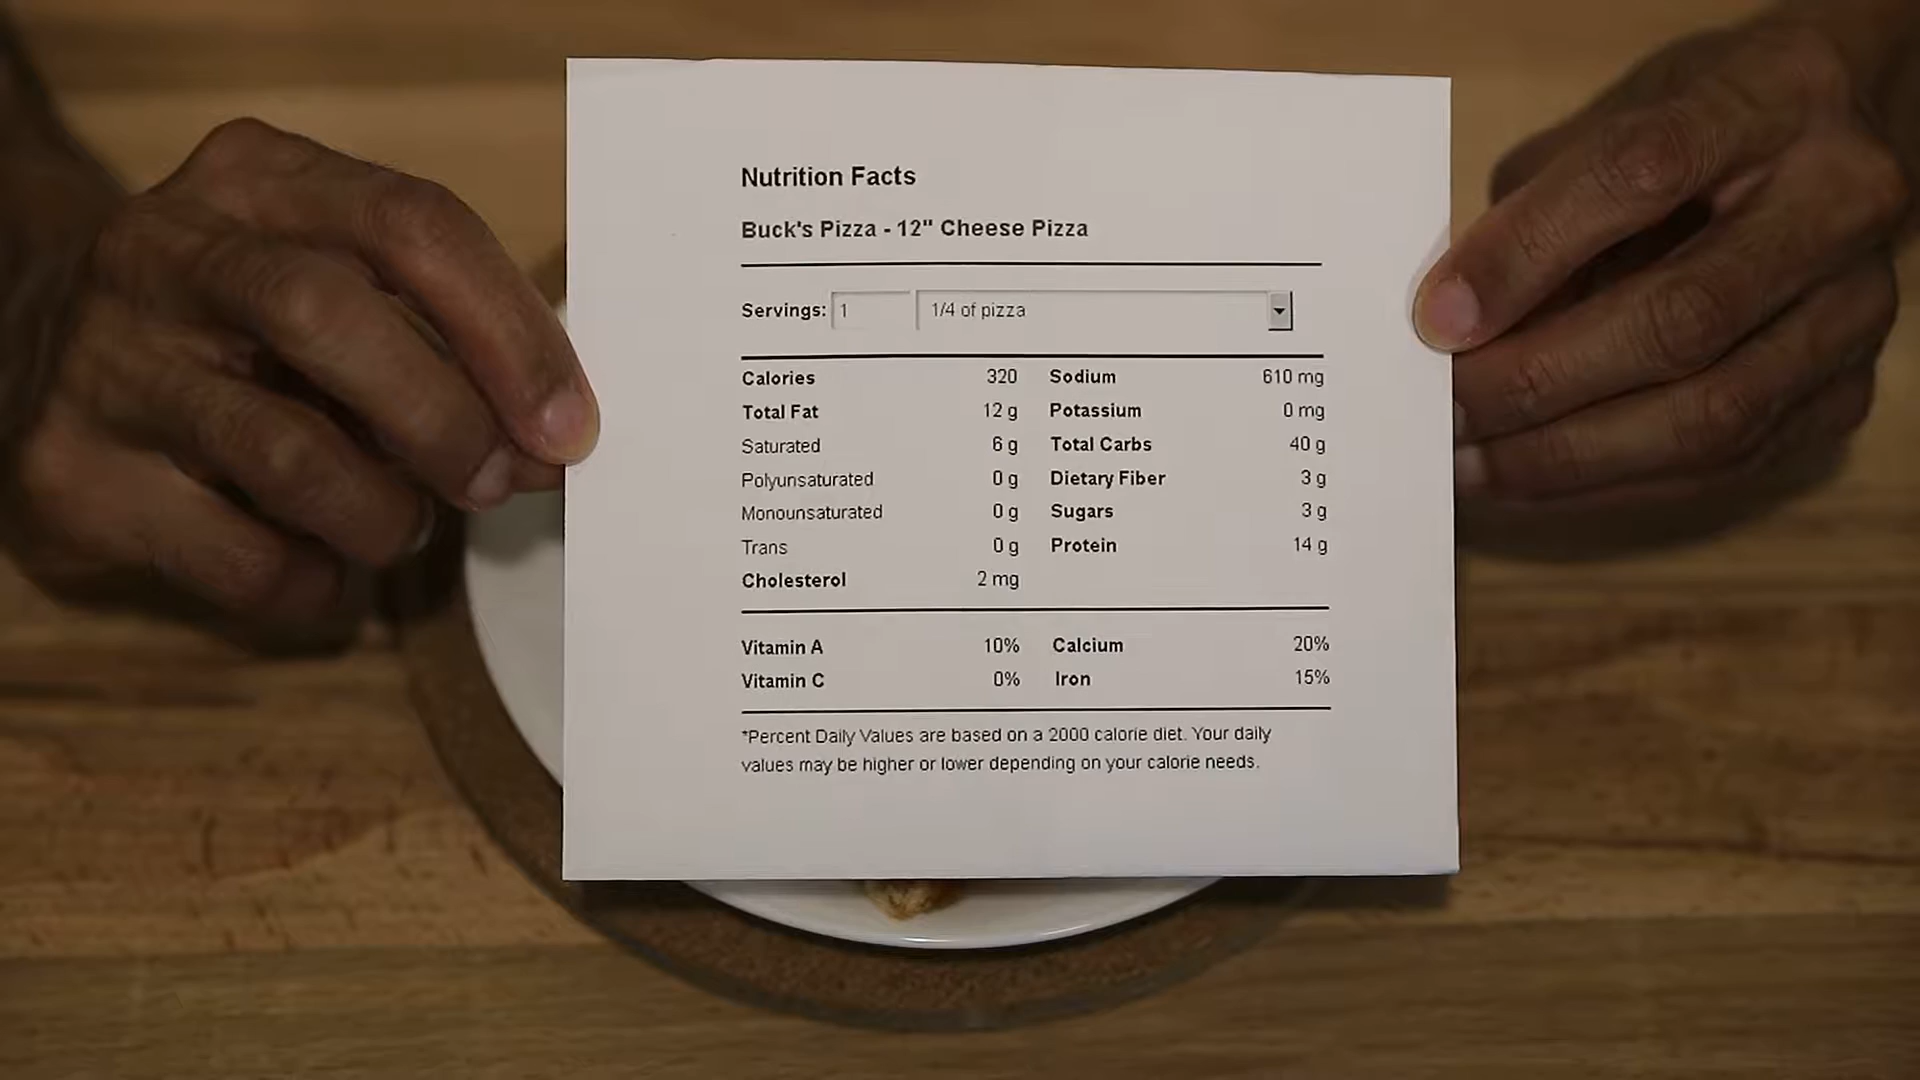 Nutrition Facts
Buck's Pizza - 12" Cheese Pizza
Servings: 1 1/4 of pizza
Calories 320 Sodium 610 mg
Total Fat 12 g Potassium 0 mg
Saturated 6 g Total Carbs 40 g
Polyunsaturated 0 g Dietary Fiber 3 g
Monounsaturated 0 g Sugars 3 g
Trans 0 g Protein 14 g
Cholesterol 2 mg
Vitamin A 10% Calcium 20%
Vitamin C 0% Iron 15%
*Percent Daily Values are based on a 2000 calorie diet. Your daily
values may be higher or lower depending on your calorie needs.